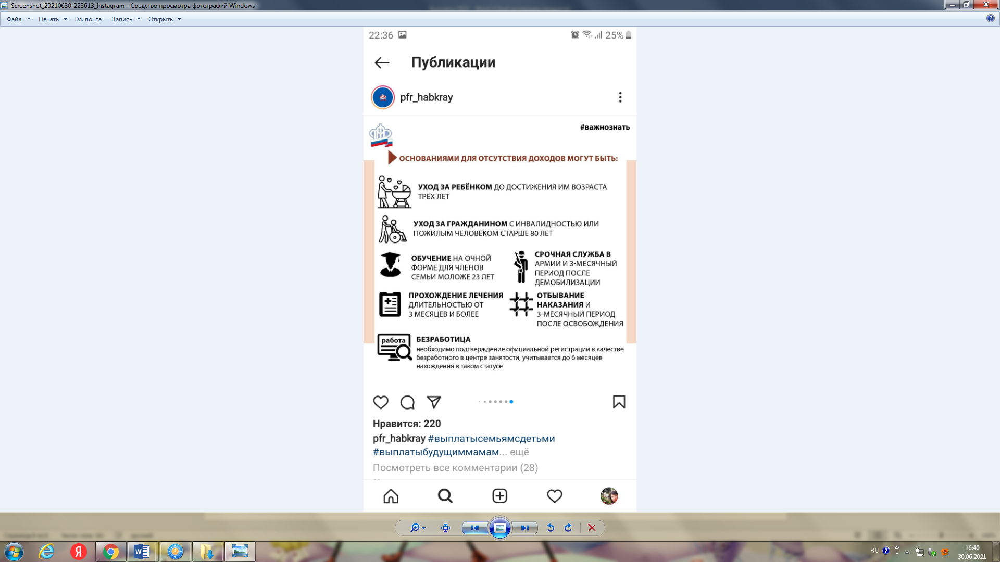 Screenshot_20210630-223613_Instagram - Средство просмотра фотографий Windows
Файл Печать Эл. почта Запись Открыть
22:36 25%
Публикации
pfr_habkray
#важнознать
ОСНОВАНИЯМИ ДЛЯ ОТСУТСТВИЯ ДОХОДОВ МОГУТ БЫТЬ:
УХОД ЗА РЕБЁНКОМ ДО ДОСТИЖЕНИЯ ИМ ВОЗРАСТА
ТРЁХ ЛЕТ
УХОД ЗА ГРАЖДАНИНОМ С ИНВАЛИДНОСТЬЮ ИЛИ
ПОЖИЛЫМ ЧЕЛОВЕКОМ СТАРШЕ 80 ЛЕТ
ОБУЧЕНИЕ НА ОЧНОЙ
ФОРМЕ ДЛЯ ЧЛЕНОВ
СЕМЬИ МОЛОЖЕ 23 ЛЕТ
СРОЧНАЯ СЛУЖБА В
АРМИИ И 3-МЕСЯЧНЫЙ
ПЕРИОД ПОСЛЕ
ДЕМОБИЛИЗАЦИИ
ПРОХОЖДЕНИЕ ЛЕЧЕНИЯ
ДЛИТЕЛЬНОСТЬЮ ОТ
3 МЕСЯЦЕВ И БОЛЕЕ
ОТБЫВАНИЕ
НАКАЗАНИЯ И
3-МЕСЯЧНЫЙ ПЕРИОД
ПОСЛЕ ОСВОБОЖДЕНИЯ
работа
БЕЗРАБОТИЦА
необходимо подтверждение официальной регистрации в качестве
безработного в центре занятости, учитывается до 6 месяцев
нахождения в таком статусе
Нравится: 220
pfr_habkray #выплатысемьямсдетьми
#выплатыбудущиммамам... ещё
Посмотреть все комментарии (28)
RU
16:40
30.06.2021